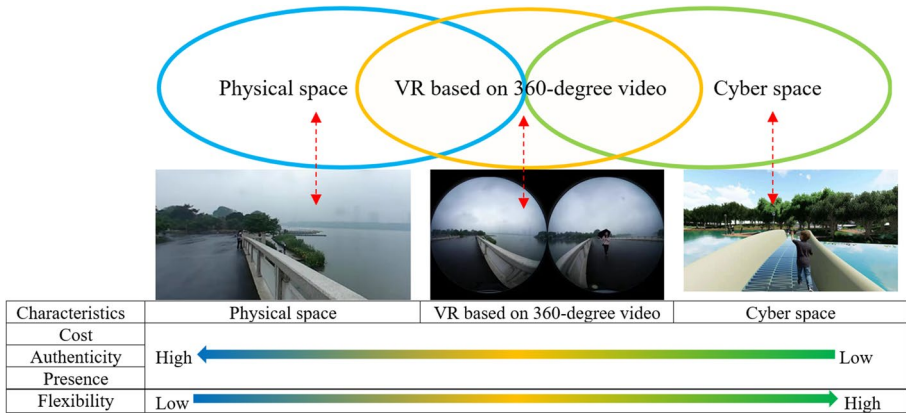 Physical space
VR based on 360-degree video
Cyber space
Characteristics
Physical space
VR based on 360-degree video
Cyber space
Cost
Authenticity
High
Low
Presence
Flexibility
Low
High